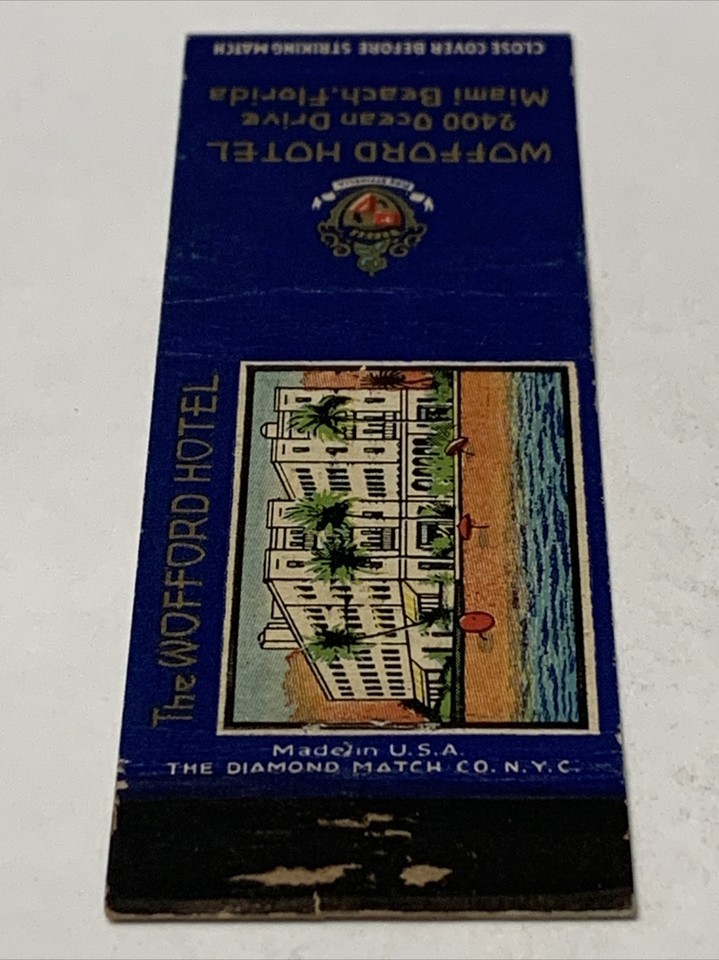 CLOSE COVER BEFORE STRIKING MATCH
Miami Beach, Florida
2400 Ocean Drive
WOFFORD HOTEL
The WOFFORD HOTEL
Made in U.S.A.
THE DIAMOND MATCH CO. N.Y.C.